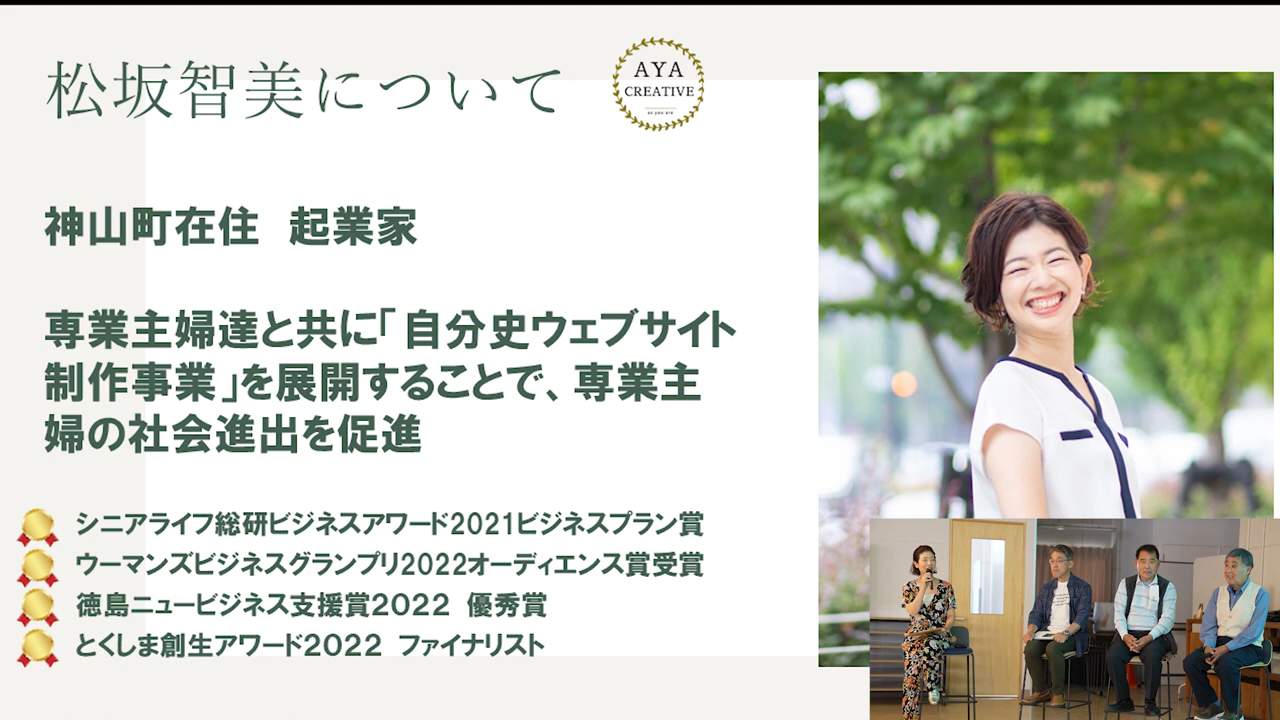 松坂智美について
AYA
CREATIVE
as you are
神山町在住　起業家
専業主婦達と共に「自分史ウェブサイト
制作事業」を展開することで、専業主
婦の社会進出を促進
シニアライフ総研ビジネスアワード2021ビジネスプラン賞
ウーマンズビジネスグランプリ2022オーディエンス賞受賞
徳島ニュービジネス支援賞2022　優秀賞
とくしま創生アワード2022　ファイナリスト